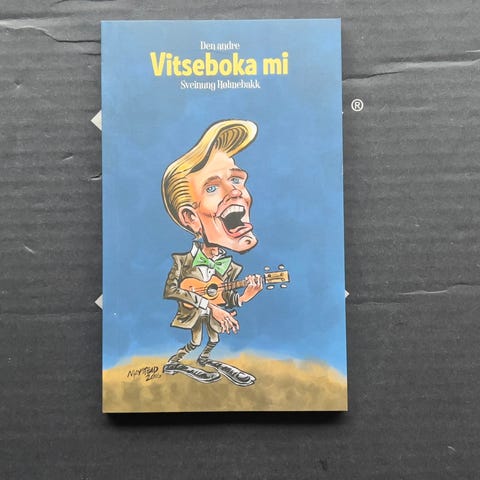 Den andre
Vitseboka mi
Sveinung Hølmebakk
®